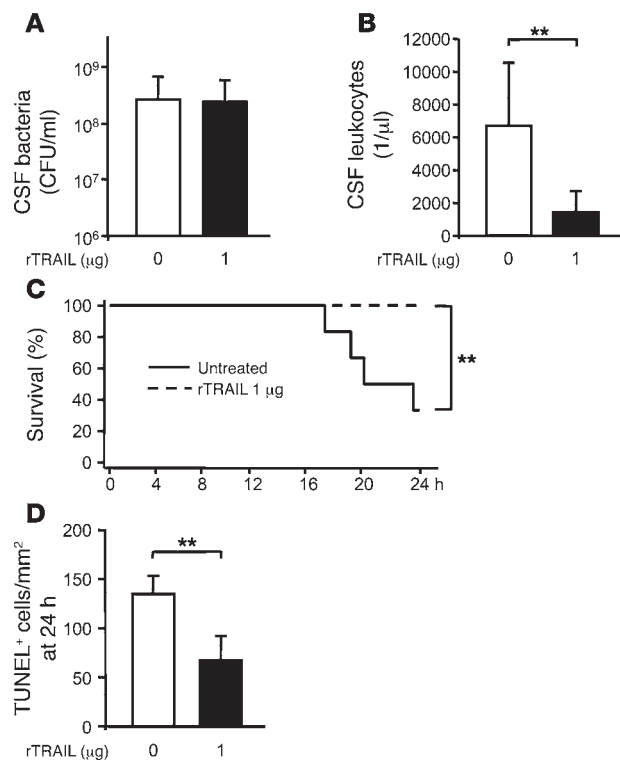 A
CSF bacteria
(CFU/ml)
10⁹
10⁸
10⁷
10⁶
rTRAIL (μg) 0 1
B
CSF leukocytes
(1/μl)
12000
10000
8000
6000
4000
2000
0
**
rTRAIL (μg) 0 1
C
Survival (%)
100
80
60
40
20
0
Untreated
rTRAIL 1 μg
**
0 4 8 12 16 20 24 h
D
TUNEL⁺ cells/mm²
at 24 h
200
150
100
50
0
**
rTRAIL (μg) 0 1